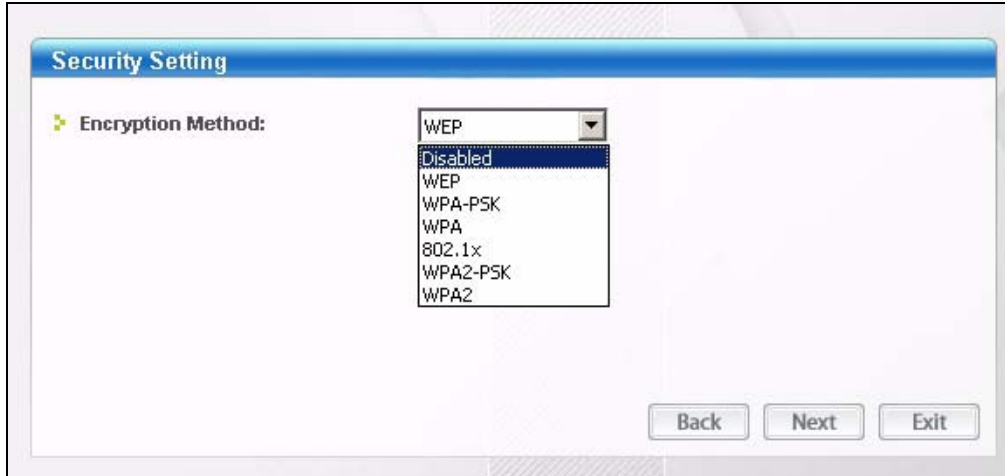 Security Setting
Encryption Method:
WEP
Disabled
WEP
WPA-PSK
WPA
802.1x
WPA2-PSK
WPA2
Back Next Exit